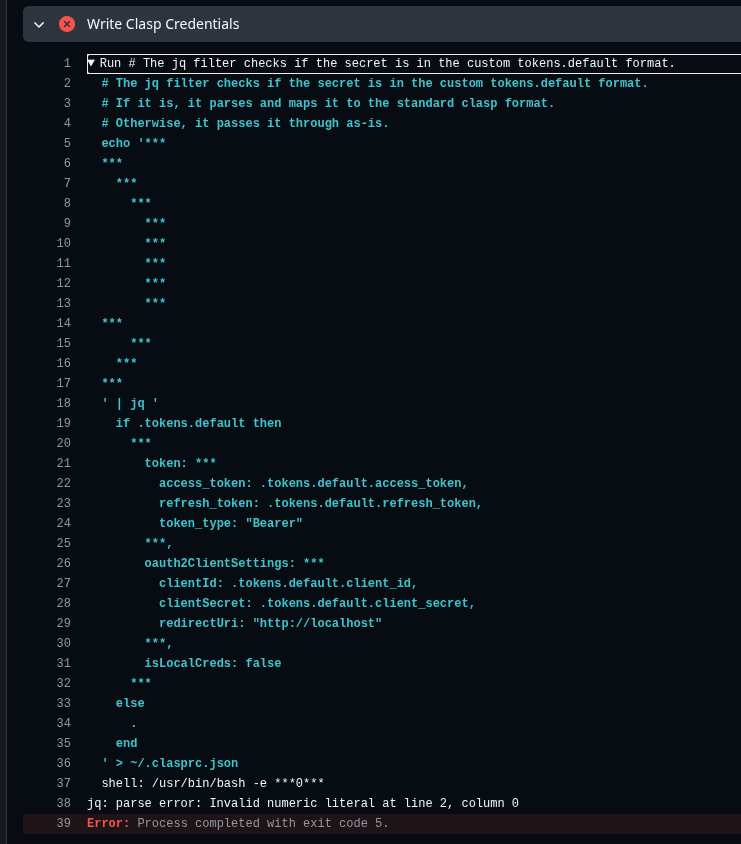 Write Clasp Credentials
1 ▼ Run # The jq filter checks if the secret is in the custom tokens.default format.
2 # The jq filter checks if the secret is in the custom tokens.default format.
3 # If it is, it parses and maps it to the standard clasp format.
4 # Otherwise, it passes it through as-is.
5 echo '***
6 ***
7 ***
8 ***
9 ***
10 ***
11 ***
12 ***
13 ***
14 ***
15 ***
16 ***
17 ***
18 ' | jq '
19 if .tokens.default then
20 ***
21 token: ***
22 access_token: .tokens.default.access_token,
23 refresh_token: .tokens.default.refresh_token,
24 token_type: "Bearer"
25 ***,
26 oauth2ClientSettings: ***
27 clientId: .tokens.default.client_id,
28 clientSecret: .tokens.default.client_secret,
29 redirectUri: "http://localhost"
30 ***,
31 isLocalCreds: false
32 ***
33 else
34 .
35 end
36 ' > ~/.clasprc.json
37 shell: /usr/bin/bash -e ***0***
38 jq: parse error: Invalid numeric literal at line 2, column 0
39 Error: Process completed with exit code 5.